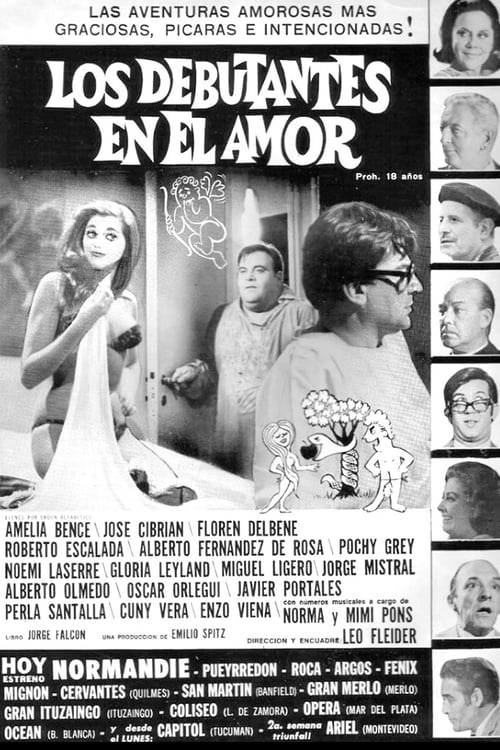 LAS AVENTURAS AMOROSAS MAS
GRACIOSAS, PICARAS E INTENCIONADAS!
LOS DEBUTANTES
EN EL AMOR
Proh. 18 años
ELENCO POR ORDEN ALFABETICO
AMELIA BENCE \ JOSE CIBRIAN \ FLOREN DELBENE
ROBERTO ESCALADA \ ALBERTO FERNANDEZ DE ROSA \ POCHY GREY
NOEMI LASERRE \ GLORIA LEYLAND \ MIGUEL LIGERO \ JORGE MISTRAL
ALBERTO OLMEDO \ OSCAR ORLEGUI \ JAVIER PORTALES
PERLA SANTALLA \ CUNY VERA \ ENZO VIENA \ con números musicales a cargo de
NORMA y MIMI PONS
LIBRO JORGE FALCON UNA PRODUCCION DE EMILIO SPITZ DIRECCION Y ENCUADRE LEO FLEIDER
HOY ESTRENO NORMANDIE - PUEYRREDON - ROCA - ARGOS - FENIX
MIGNON - CERVANTES (QUILMES) - SAN MARTIN (BANFIELD) - GRAN MERLO (MERLO)
GRAN ITUZAINGO (ITUZAINGO) - COLISEO (L. DE ZAMORA) - OPERA (MAR DEL PLATA)
OCEAN (B. BLANCA) - y desde el LUNES: CAPITOL (TUCUMAN) - 2a. semana triunfal! ARIEL (MONTEVIDEO)